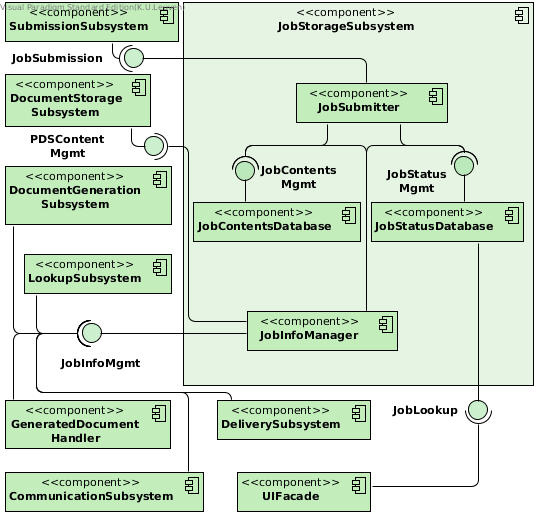 Visual Paradigm Standard Edition(K.U.Leuven)
SubmissionSubsystem
<<component>>
JobStorageSubsystem
JobSubmission
<<component>>
DocumentStorage
Subsystem
<<component>>
JobSubmitter
PDSContent
Mgmt
JobContents
Mgmt
JobStatus
Mgmt
<<component>>
DocumentGeneration
Subsystem
<<component>>
JobContentsDatabase
<<component>>
JobStatusDatabase
<<component>>
LookupSubsystem
<<component>>
JobInfoManager
JobInfoMgmt
<<component>>
GeneratedDocument
Handler
<<component>>
DeliverySubsystem
JobLookup
<<component>>
CommunicationSubsystem
<<component>>
UIFacade